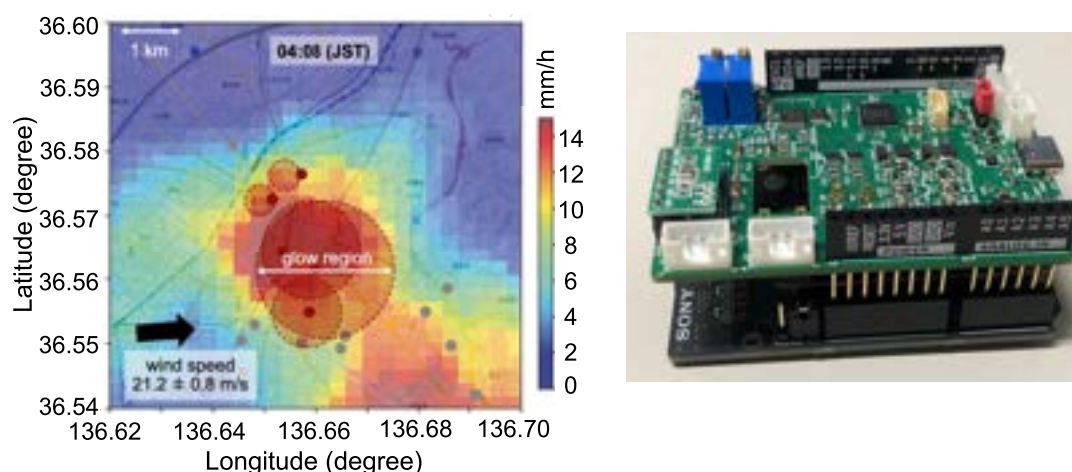 36.60
36.59
36.58
36.57
36.56
36.55
36.54
Latitude (degree)
1 km
04:08 (JST)
glow region
wind speed
21.2 ± 0.8 m/s
136.62
136.64
136.66
136.68
136.70
Longitude (degree)
mm/h
14
12
10
8
6
4
2
0
SONY